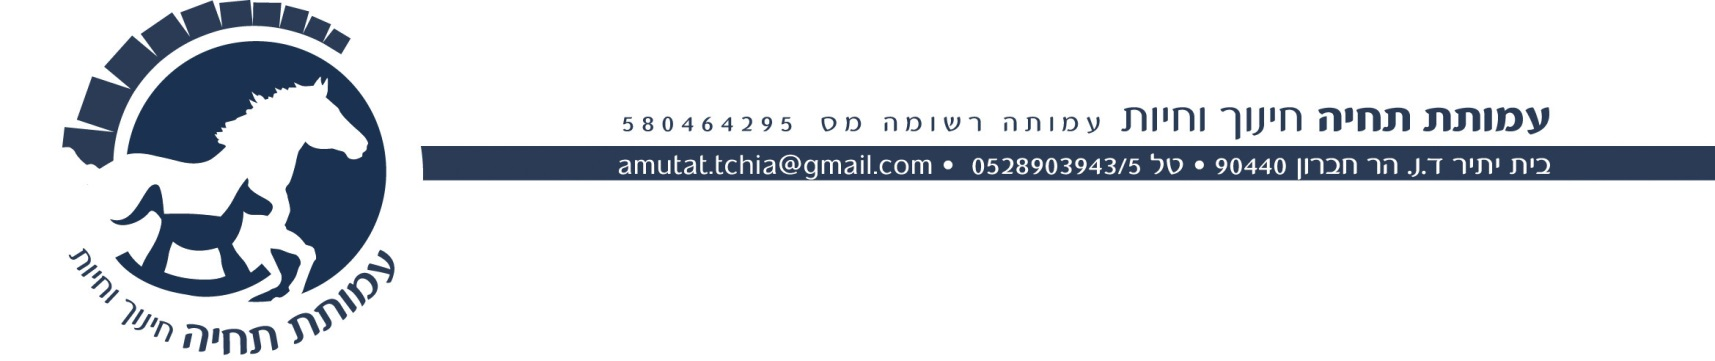 עמותת תחיה חינוך וחיות עמותה רשומה מס 580464295
בית יתיר ד.נ. הר חברון 90440 • טל 0528903943/5 • amutat.tchia@gmail.com
עמותת תחיה חינוך וחיות